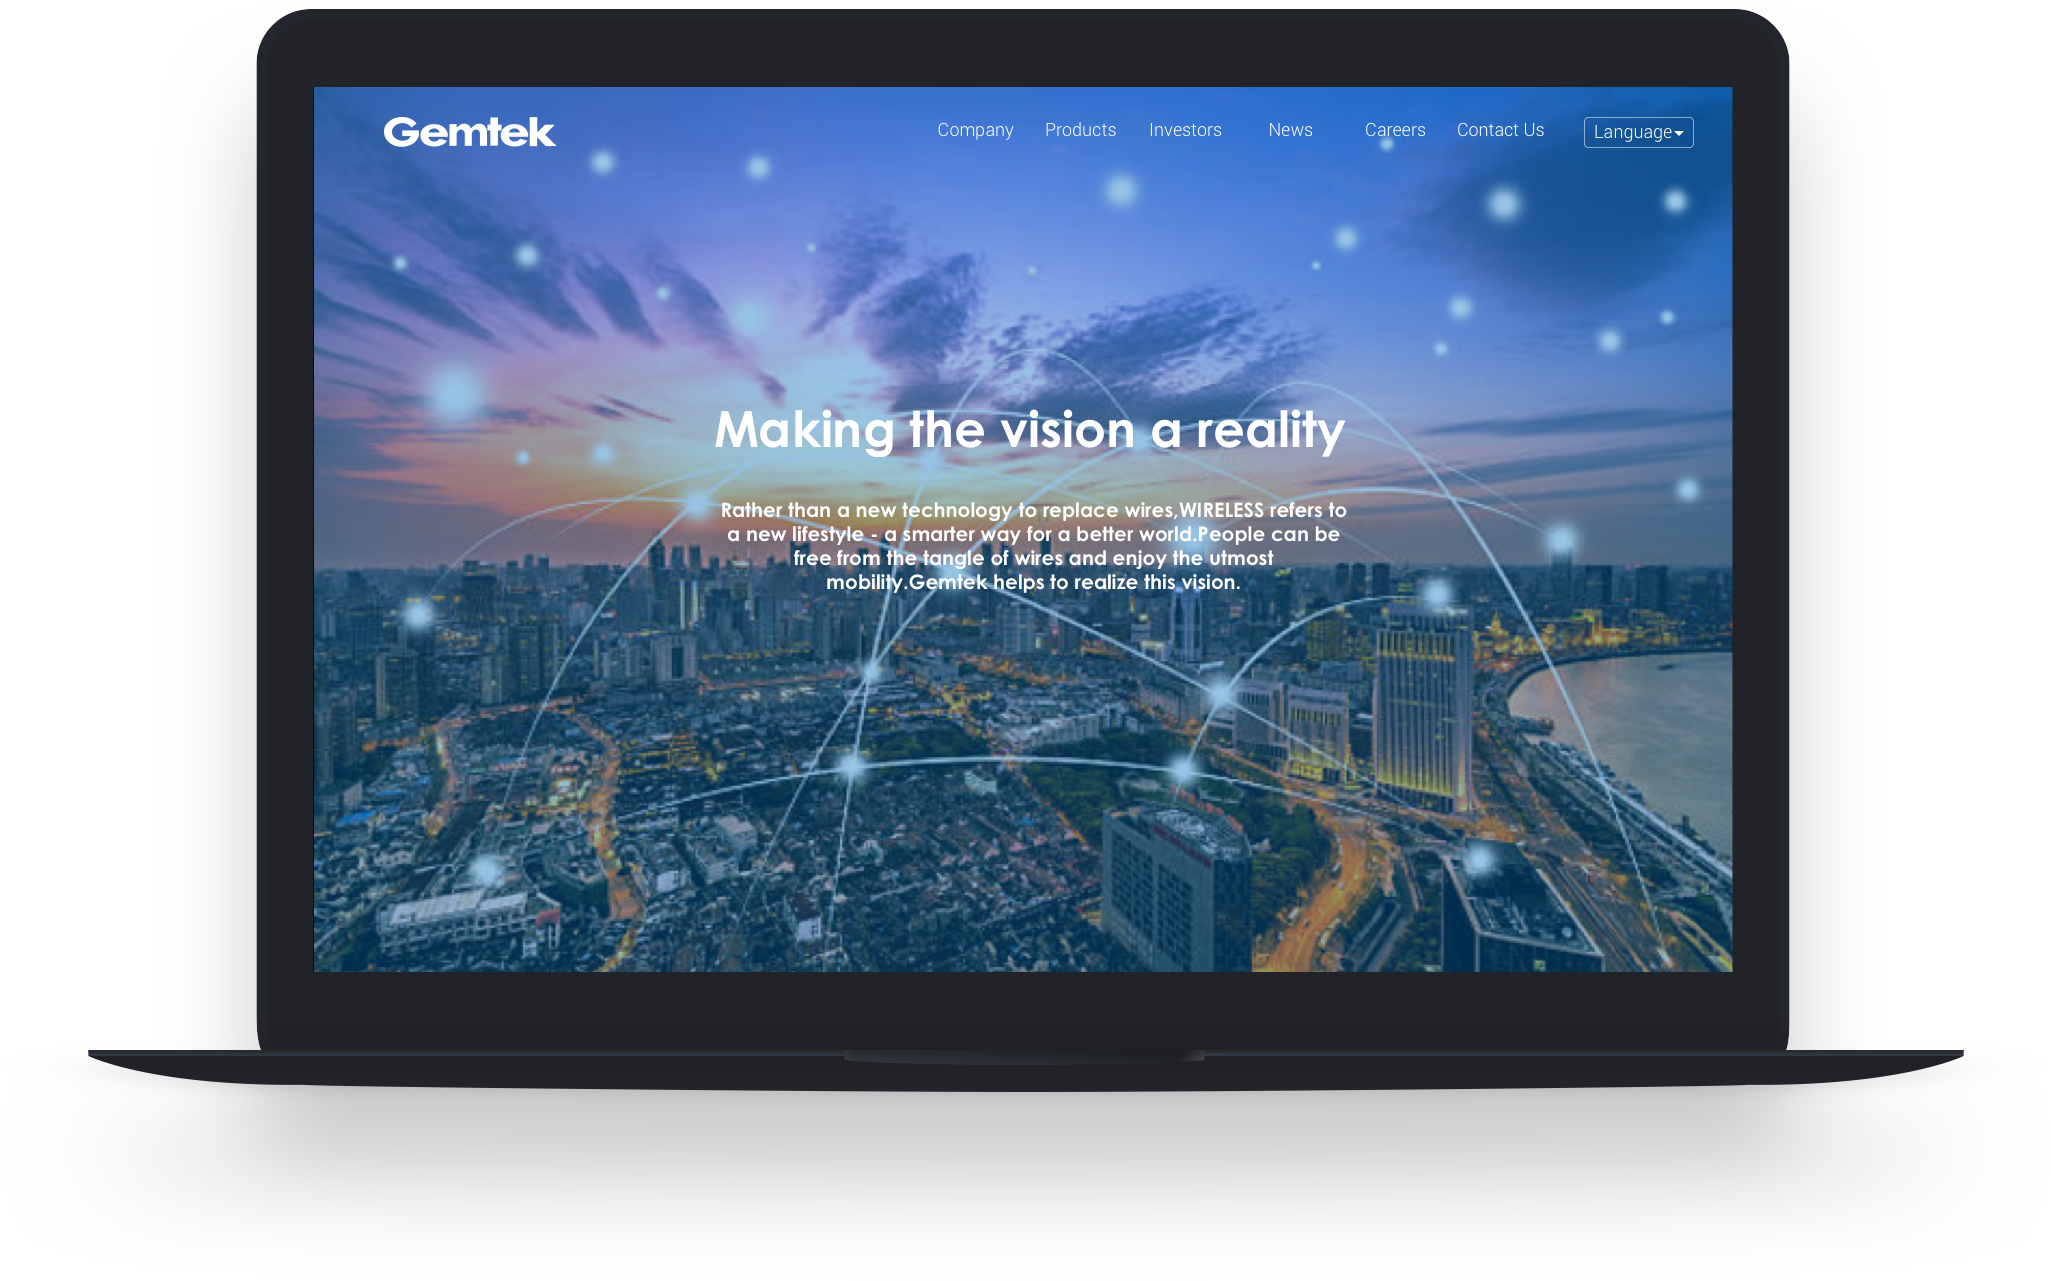 Gemtek
Company Products Investors News Careers Contact Us Language
Making the vision a reality
Rather than a new technology to replace wires,WIRELESS refers to
a new lifestyle - a smarter way for a better world.People can be
free from the tangle of wires and enjoy the utmost
mobility.Gemtek helps to realize this vision.